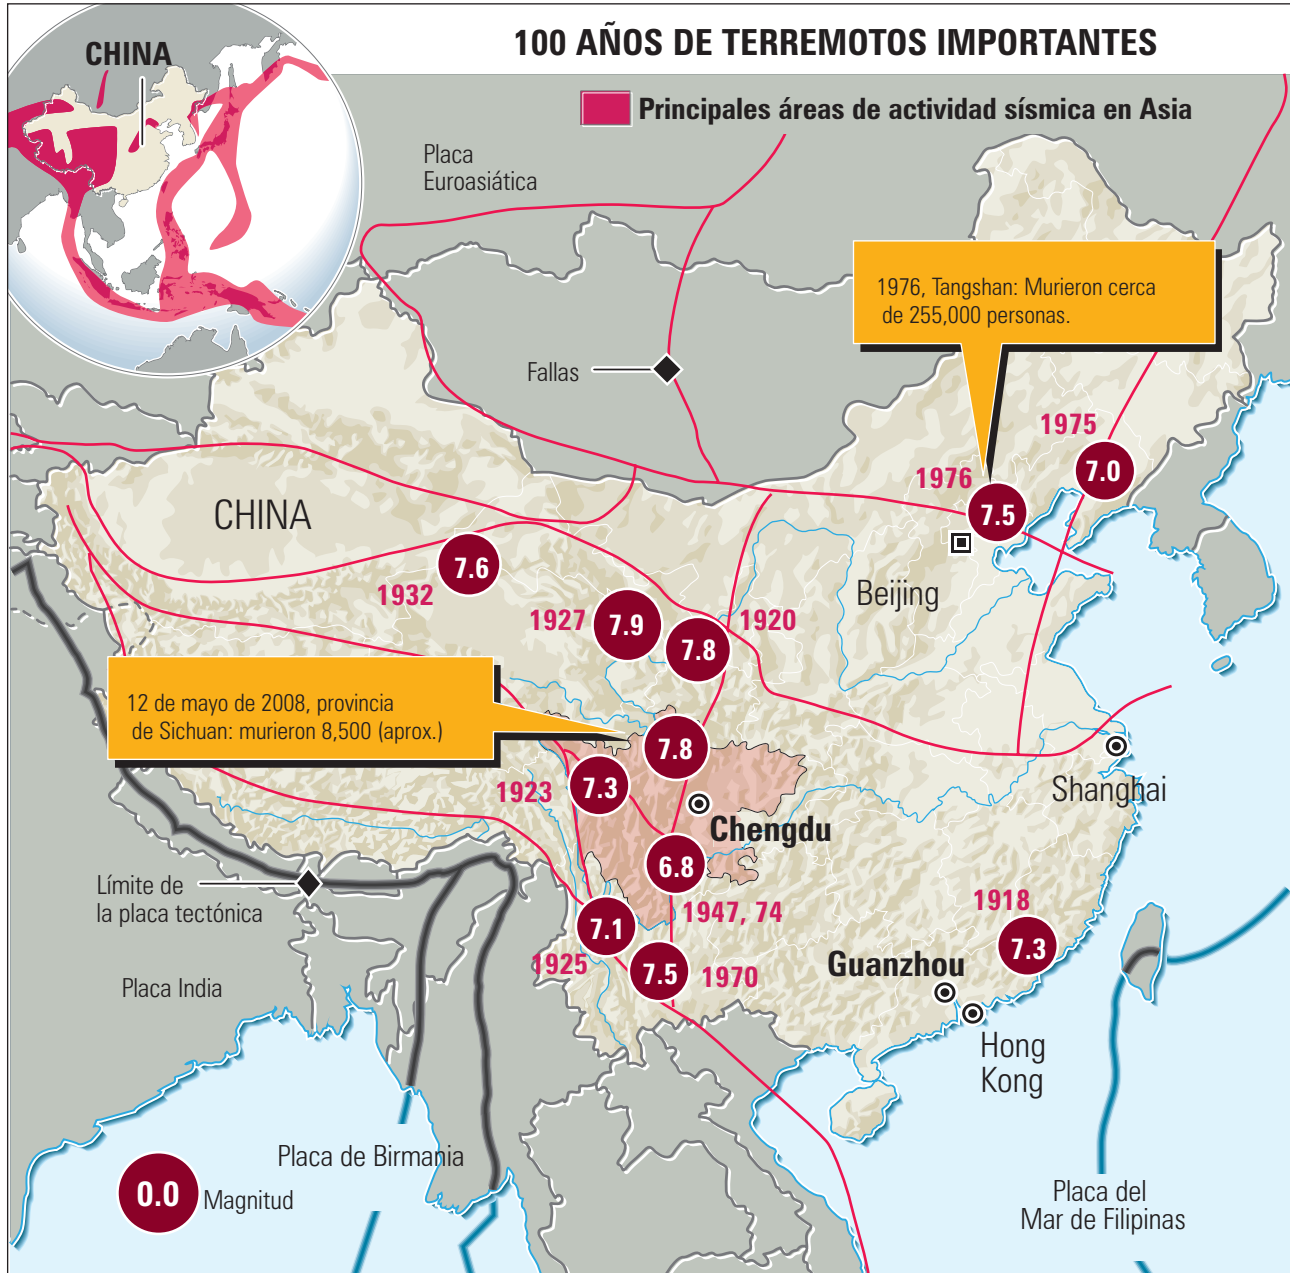 100 AÑOS DE TERREMOTOS IMPORTANTES
CHINA
Principales áreas de actividad sísmica en Asia
Placa
Euroasiática
1976, Tangshan: Murieron cerca
de 255,000 personas.
Fallas
1975
7.0
1976
7.5
CHINA
7.6
1932
Beijing
1927
7.9
7.8
1920
12 de mayo de 2008, provincia
de Sichuan: murieron 8,500 (aprox.)
7.8
1923
7.3
Shanghai
Chengdu
6.8
1947, 74
Límite de
la placa tectónica
7.1
1925
7.5
1970
1918
7.3
Guanzhou
Placa India
Hong
Kong
Placa de Birmania
0.0
Magnitud
Placa del
Mar de Filipinas